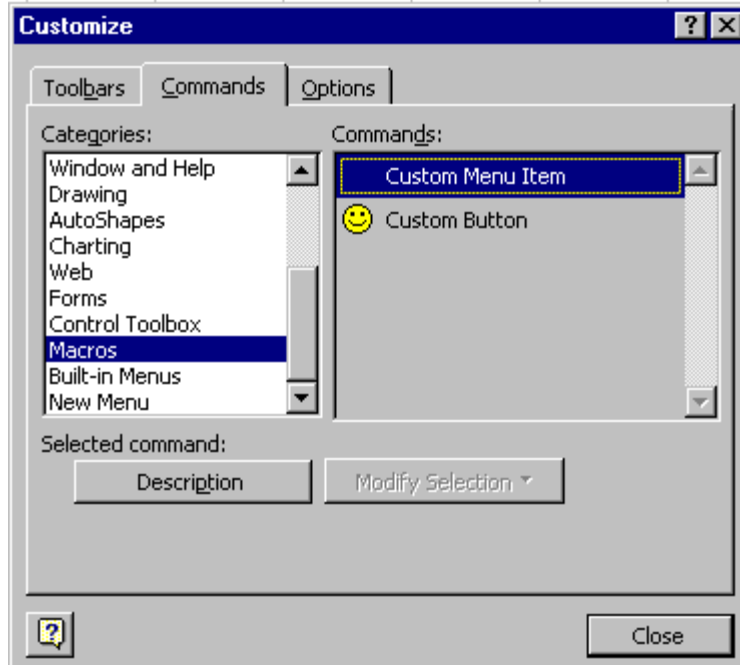 Customize
Toolbars
Commands
Options
Categories:
Window and Help
Drawing
AutoShapes
Charting
Web
Forms
Control Toolbox
Macros
Built-in Menus
New Menu
Commands:
Custom Menu Item
Custom Button
Selected command:
Description
Modify Selection
Close